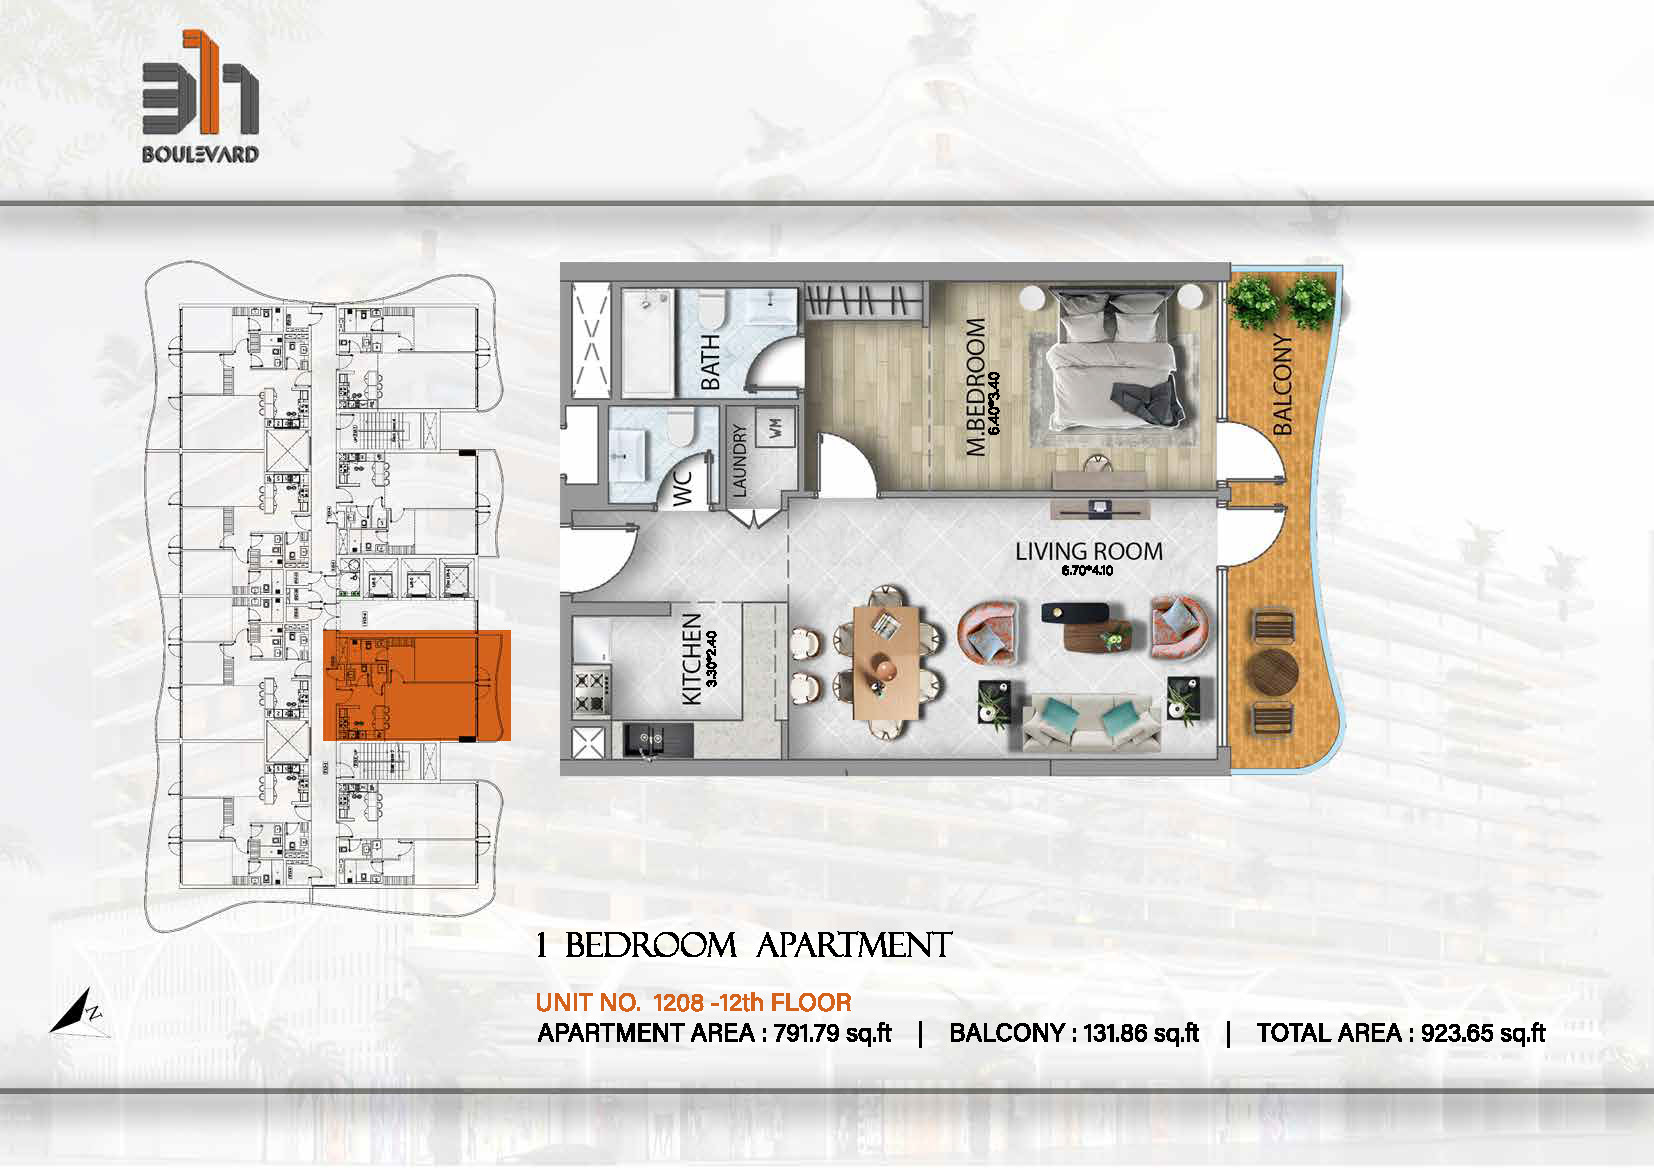 311
BOULEVARD
BATH
M.BEDROOM
6.40*3.40
BALCONY
WC
LAUNDRY
WM
LIVING ROOM
6.70*4.10
KITCHEN
3.30*2.40
1 BEDROOM APARTMENT
UNIT NO. 1208 -12th FLOOR
APARTMENT AREA : 791.79 sq.ft | BALCONY : 131.86 sq.ft | TOTAL AREA : 923.65 sq.ft
N